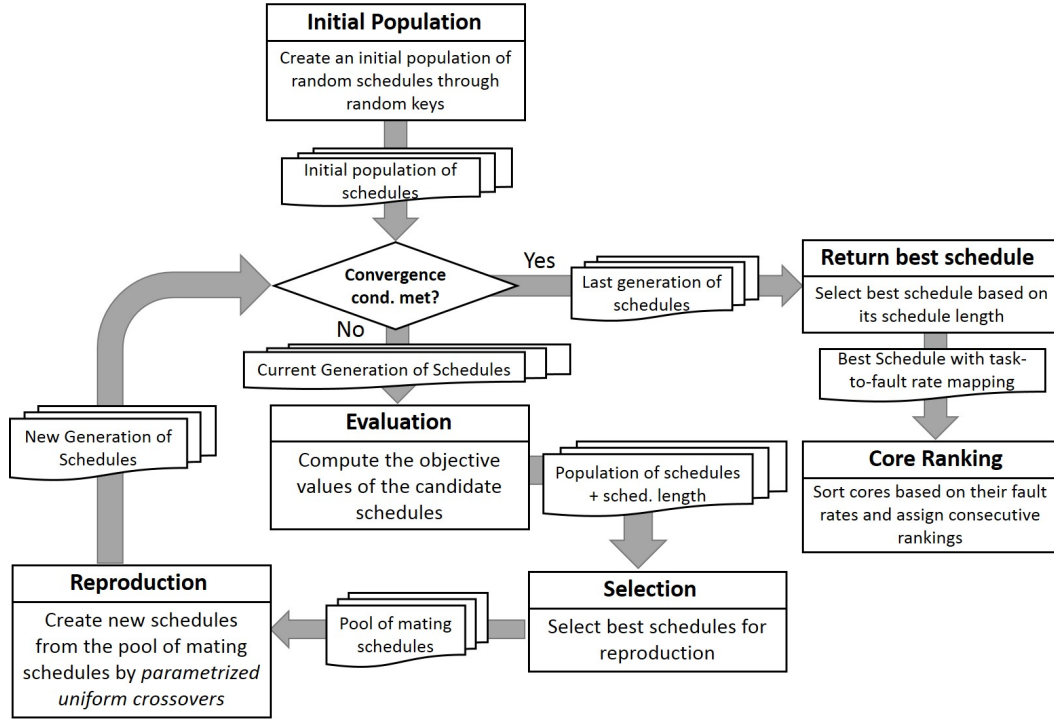 Initial Population
Create an initial population of
random schedules through
random keys
Initial population of
schedules
Convergence
cond. met?
Yes
Last generation of
schedules
Return best schedule
Select best schedule based on
its schedule length
No
Current Generation of Schedules
Best Schedule with task-
to-fault rate mapping
New Generation of
Schedules
Evaluation
Compute the objective
values of the candidate
schedules
Population of schedules
+ sched. length
Core Ranking
Sort cores based on their fault
rates and assign consecutive
rankings
Reproduction
Create new schedules
from the pool of mating
schedules by parametrized
uniform crossovers
Pool of mating
schedules
Selection
Select best schedules for
reproduction